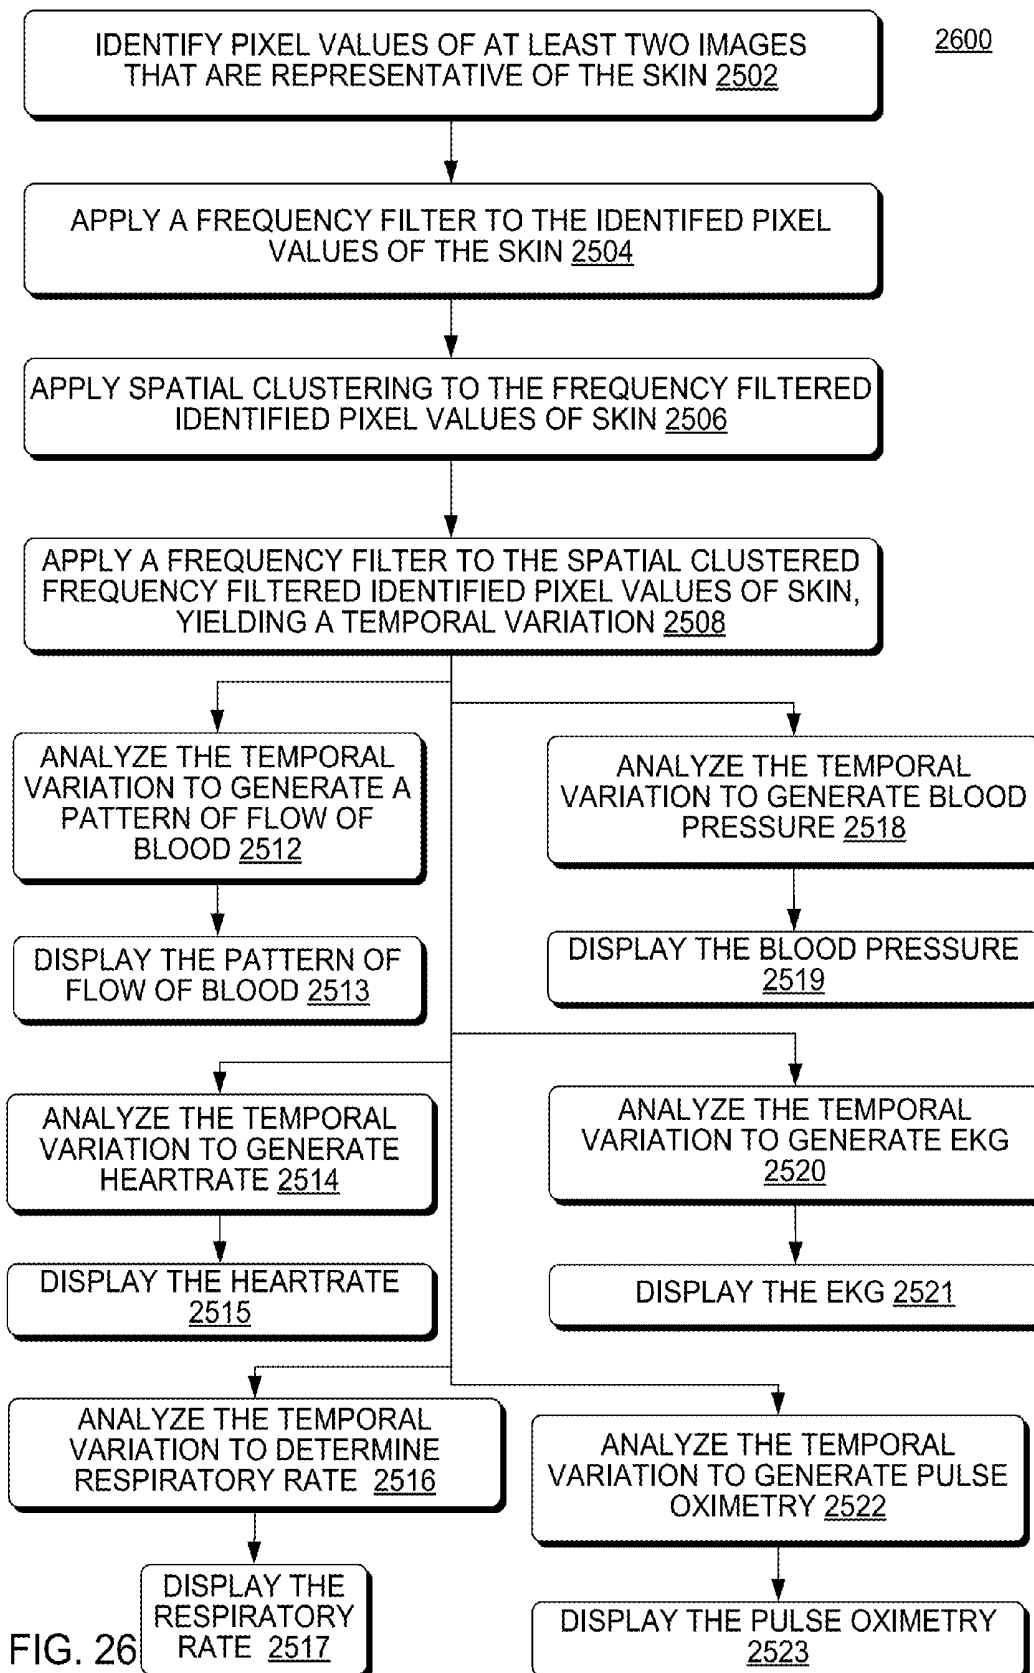 2600
IDENTIFY PIXEL VALUES OF AT LEAST TWO IMAGES
THAT ARE REPRESENTATIVE OF THE SKIN 2502
APPLY A FREQUENCY FILTER TO THE IDENTIFED PIXEL
VALUES OF THE SKIN 2504
APPLY SPATIAL CLUSTERING TO THE FREQUENCY FILTERED
IDENTIFIED PIXEL VALUES OF SKIN 2506
APPLY A FREQUENCY FILTER TO THE SPATIAL CLUSTERED
FREQUENCY FILTERED IDENTIFIED PIXEL VALUES OF SKIN,
YIELDING A TEMPORAL VARIATION 2508
ANALYZE THE TEMPORAL
VARIATION TO GENERATE A
PATTERN OF FLOW OF
BLOOD 2512
DISPLAY THE PATTERN OF
FLOW OF BLOOD 2513
ANALYZE THE TEMPORAL
VARIATION TO GENERATE BLOOD
PRESSURE 2518
DISPLAY THE BLOOD PRESSURE
2519
ANALYZE THE TEMPORAL
VARIATION TO GENERATE
HEARTRATE 2514
DISPLAY THE HEARTRATE
2515
ANALYZE THE TEMPORAL
VARIATION TO GENERATE EKG
2520
DISPLAY THE EKG 2521
ANALYZE THE TEMPORAL
VARIATION TO DETERMINE
RESPIRATORY RATE 2516
DISPLAY THE
RESPIRATORY
RATE 2517
ANALYZE THE TEMPORAL
VARIATION TO GENERATE PULSE
OXIMETRY 2522
DISPLAY THE PULSE OXIMETRY
2523
FIG. 26